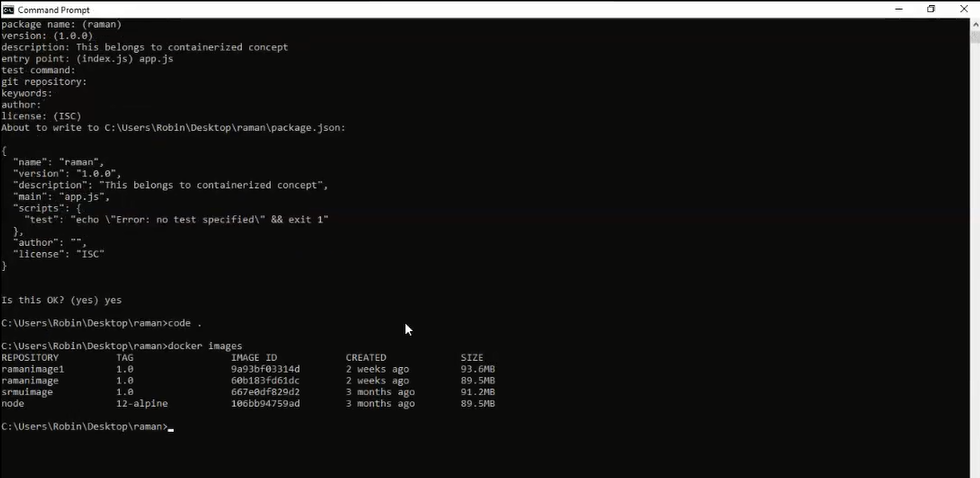 Command Prompt
package name: (raman)
version: (1.0.0)
description: This belongs to containerized concept
entry point: (index.js) app.js
test command:
git repository:
keywords:
author:
license: (ISC)
About to write to C:\Users\Robin\Desktop\raman\package.json:
{
  "name": "raman",
  "version": "1.0.0",
  "description": "This belongs to containerized concept",
  "main": "app.js",
  "scripts": {
    "test": "echo \"Error: no test specified\" && exit 1"
  },
  "author": "",
  "license": "ISC"
}
Is this OK? (yes) yes
C:\Users\Robin\Desktop\raman>code .
C:\Users\Robin\Desktop\raman>docker images
REPOSITORY TAG IMAGE ID CREATED SIZE
ramanimage1 1.0 9a93bf03314d 2 weeks ago 93.6MB
ramanimage 1.0 60b183fd61dc 2 weeks ago 89.5MB
srmuimage 1.0 667e0df829d2 3 months ago 91.2MB
node 12-alpine 106bb94759ad 3 months ago 89.5MB
C:\Users\Robin\Desktop\raman>_